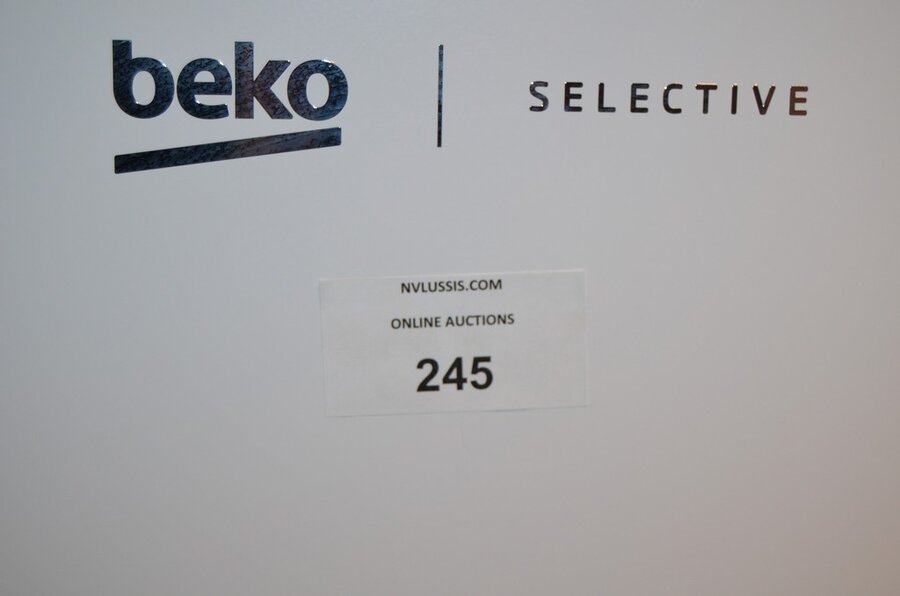 beko | SELECTIVE
NVLUSSIS.COM
ONLINE AUCTIONS
245